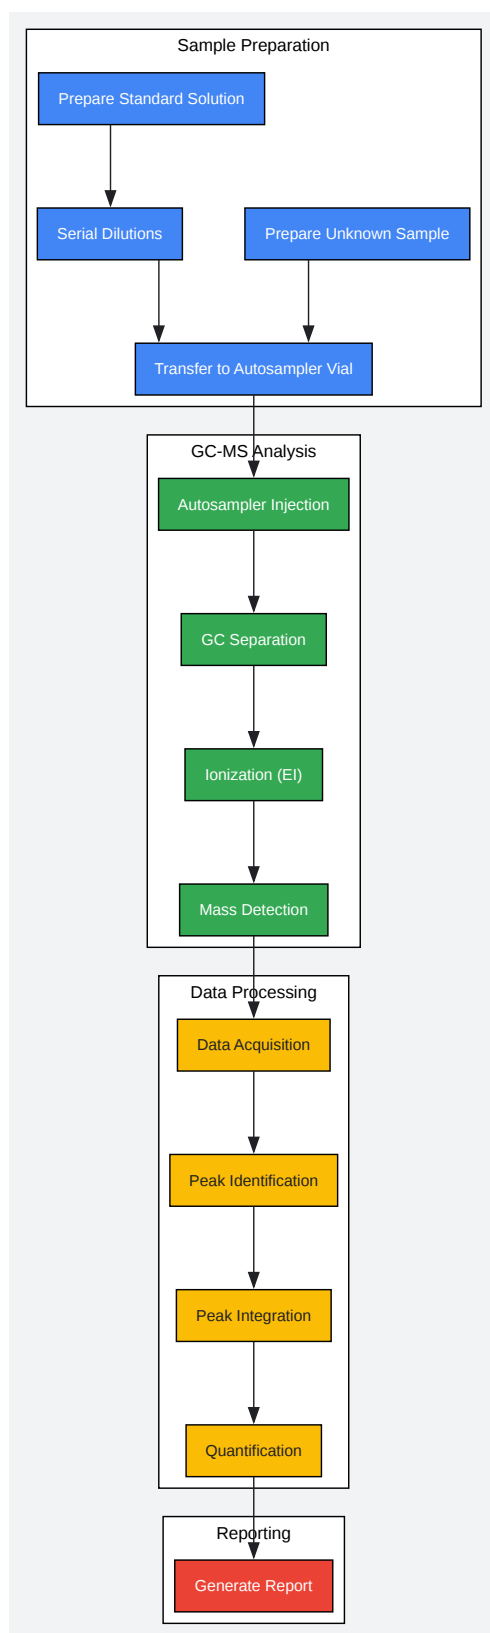 Sample Preparation
Prepare Standard Solution
Serial Dilutions
Prepare Unknown Sample
Transfer to Autosampler Vial
GC-MS Analysis
Autosampler Injection
GC Separation
Ionization (EI)
Mass Detection
Data Processing
Data Acquisition
Peak Identification
Peak Integration
Quantification
Reporting
Generate Report